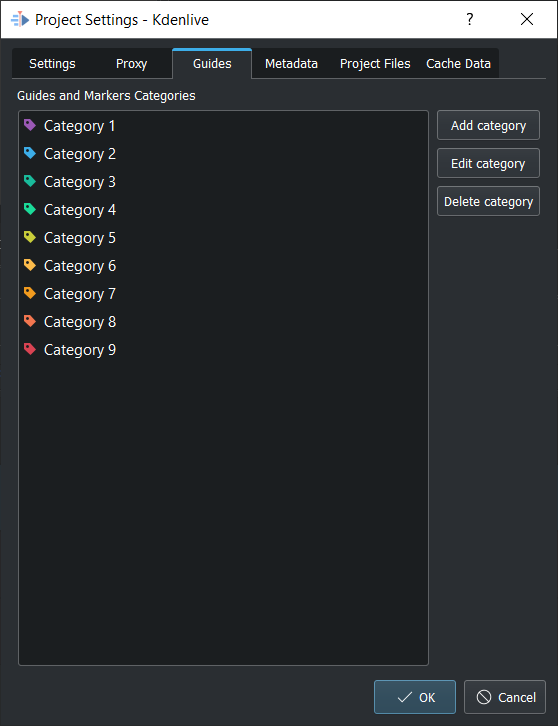 Project Settings - Kdenlive
?
Settings Proxy Guides Metadata Project Files Cache Data
Guides and Markers Categories
Category 1
Category 2
Category 3
Category 4
Category 5
Category 6
Category 7
Category 8
Category 9
Add category
Edit category
Delete category
OK
Cancel